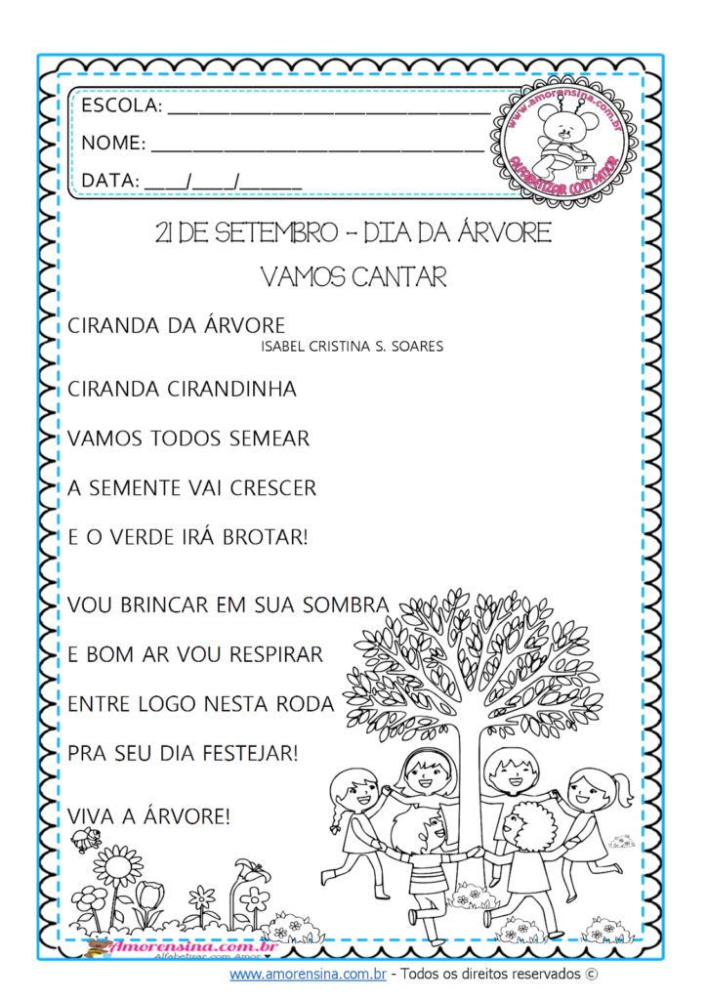 ESCOLA: ________________________________
NOME: ________________________________
DATA: ____/____/______
www.amorensina.com.br
ALFABETIZAR COM AMOR
21 DE SETEMBRO - DIA DA ÁRVORE
VAMOS CANTAR
CIRANDA DA ÁRVORE
ISABEL CRISTINA S. SOARES
CIRANDA CIRANDINHA
VAMOS TODOS SEMEAR
A SEMENTE VAI CRESCER
E O VERDE IRÁ BROTAR!
VOU BRINCAR EM SUA SOMBRA
E BOM AR VOU RESPIRAR
ENTRE LOGO NESTA RODA
PRA SEU DIA FESTEJAR!
VIVA A ÁRVORE!
Amorensina.com.br
Alfabetizar com Amor
www.amorensina.com.br - Todos os direitos reservados ©